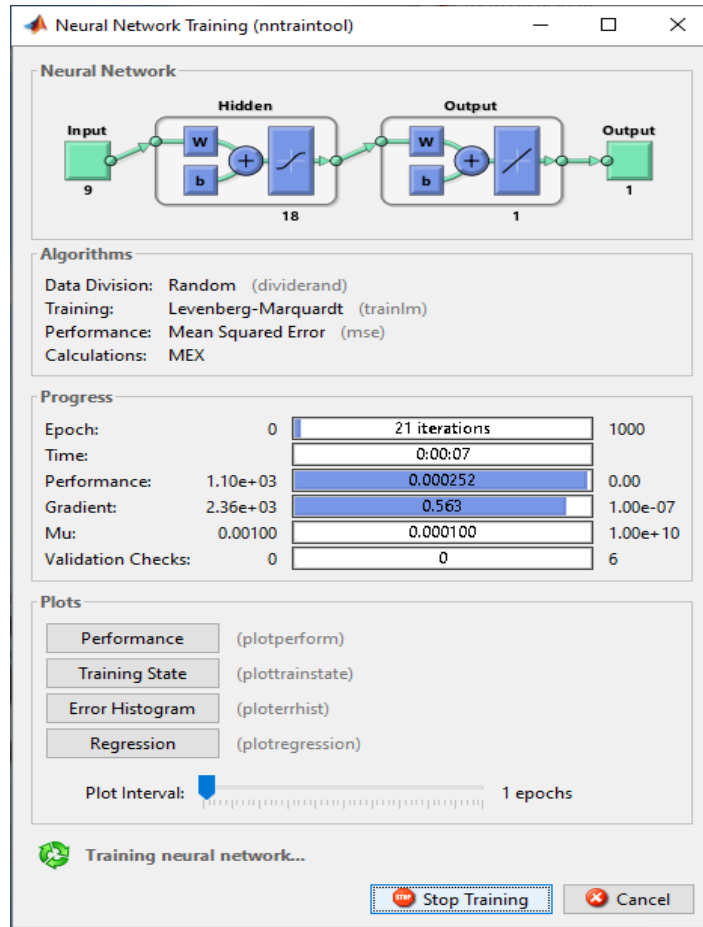 Neural Network Training (nntraintool)
Neural Network
Hidden Output
Input Output
W W
b b
9 1
18 1
Algorithms
Data Division: Random (dividerand)
Training: Levenberg-Marquardt (trainlm)
Performance: Mean Squared Error (mse)
Calculations: MEX
Progress
Epoch: 0 21 iterations 1000
Time: 0:00:07
Performance: 1.10e+03 0.000252 0.00
Gradient: 2.36e+03 0.563 1.00e-07
Mu: 0.00100 0.000100 1.00e+10
Validation Checks: 0 0 6
Plots
Performance (plotperform)
Training State (plottrainstate)
Error Histogram (ploterrhist)
Regression (plotregression)
Plot Interval: 1 epochs
Training neural network...
STOP Stop Training Cancel